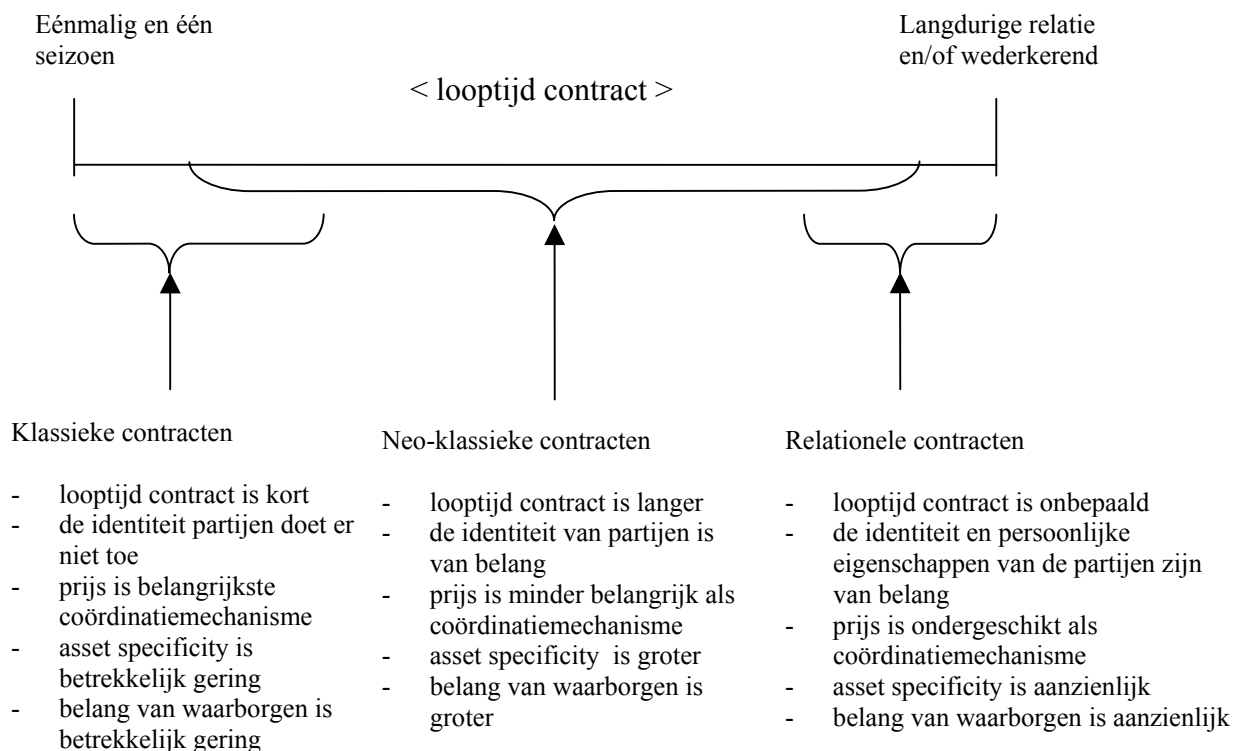 Eénmalig en één
seizoen
Langdurige relatie
en/of wederkerend
< looptijd contract >
Klassieke contracten
- looptijd contract is kort
- de identiteit partijen doet er
niet toe
- prijs is belangrijkste
coördinatiemechanisme
- asset specificity is
betrekkelijk gering
- belang van waarborgen is
betrekkelijk gering
Neo-klassieke contracten
- looptijd contract is langer
- de identiteit van partijen is
van belang
- prijs is minder belangrijk als
coördinatiemechanisme
- asset specificity is groter
- belang van waarborgen is
groter
Relationele contracten
- looptijd contract is onbepaald
- de identiteit en persoonlijke
eigenschappen van de partijen zijn
van belang
- prijs is ondergeschikt als
coördinatiemechanisme
- asset specificity is aanzienlijk
- belang van waarborgen is aanzienlijk